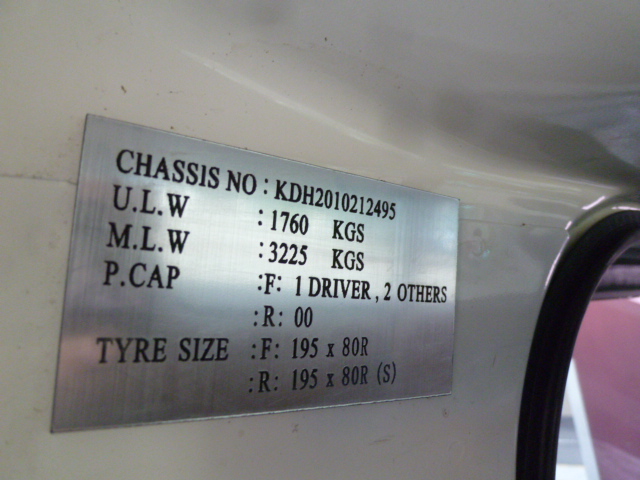 CHASSIS NO : KDH2010212495
U.L.W :1760 KGS
M.L.W :3225 KGS
P.CAP :F: 1 DRIVER , 2 OTHERS
:R: 00
TYRE SIZE :F: 195 x 80R
:R: 195 x 80R (S)